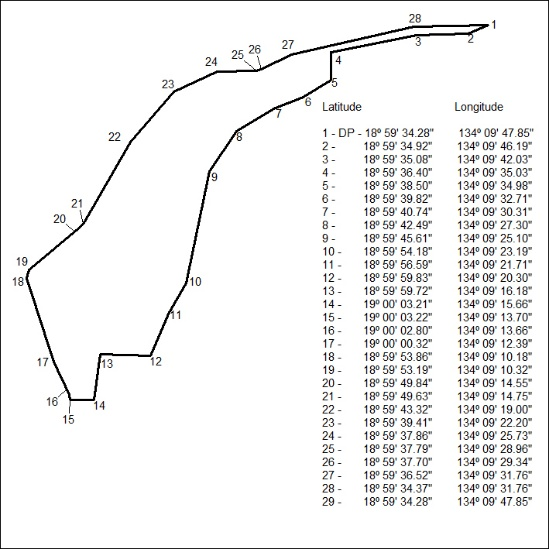 28
1
2
3
27
26
25
24
4
5
23
6
7
8
22
9
21
20
19
18
10
11
17
13
12
16
15
14
Latitude Longitude
1 - DP - 18º 59' 34.28" 134º 09' 47.85"
2 - 18º 59' 34.92" 134º 09' 46.19"
3 - 18º 59' 35.08" 134º 09' 42.03"
4 - 18º 59' 36.40" 134º 09' 35.03"
5 - 18º 59' 38.50" 134º 09' 34.98"
6 - 18º 59' 39.82" 134º 09' 32.71"
7 - 18º 59' 40.74" 134º 09' 30.31"
8 - 18º 59' 42.49" 134º 09' 27.30"
9 - 18º 59' 45.61" 134º 09' 25.10"
10 - 18º 59' 54.18" 134º 09' 23.19"
11 - 18º 59' 56.59" 134º 09' 21.71"
12 - 18º 59' 59.83" 134º 09' 20.30"
13 - 18º 59' 59.72" 134º 09' 16.18"
14 - 19º 00' 03.21" 134º 09' 15.66"
15 - 19º 00' 03.22" 134º 09' 13.70"
16 - 19º 00' 02.80" 134º 09' 13.66"
17 - 19º 00' 00.32" 134º 09' 12.39"
18 - 18º 59' 53.86" 134º 09' 10.18"
19 - 18º 59' 53.19" 134º 09' 10.32"
20 - 18º 59' 49.84" 134º 09' 14.55"
21 - 18º 59' 49.63" 134º 09' 14.75"
22 - 18º 59' 43.32" 134º 09' 19.00"
23 - 18º 59' 39.41" 134º 09' 22.20"
24 - 18º 59' 37.86" 134º 09' 25.73"
25 - 18º 59' 37.79" 134º 09' 28.96"
26 - 18º 59' 37.70" 134º 09' 29.34"
27 - 18º 59' 36.52" 134º 09' 31.76"
28 - 18º 59' 34.37" 134º 09' 31.76"
29 - 18º 59' 34.28" 134º 09' 47.85"